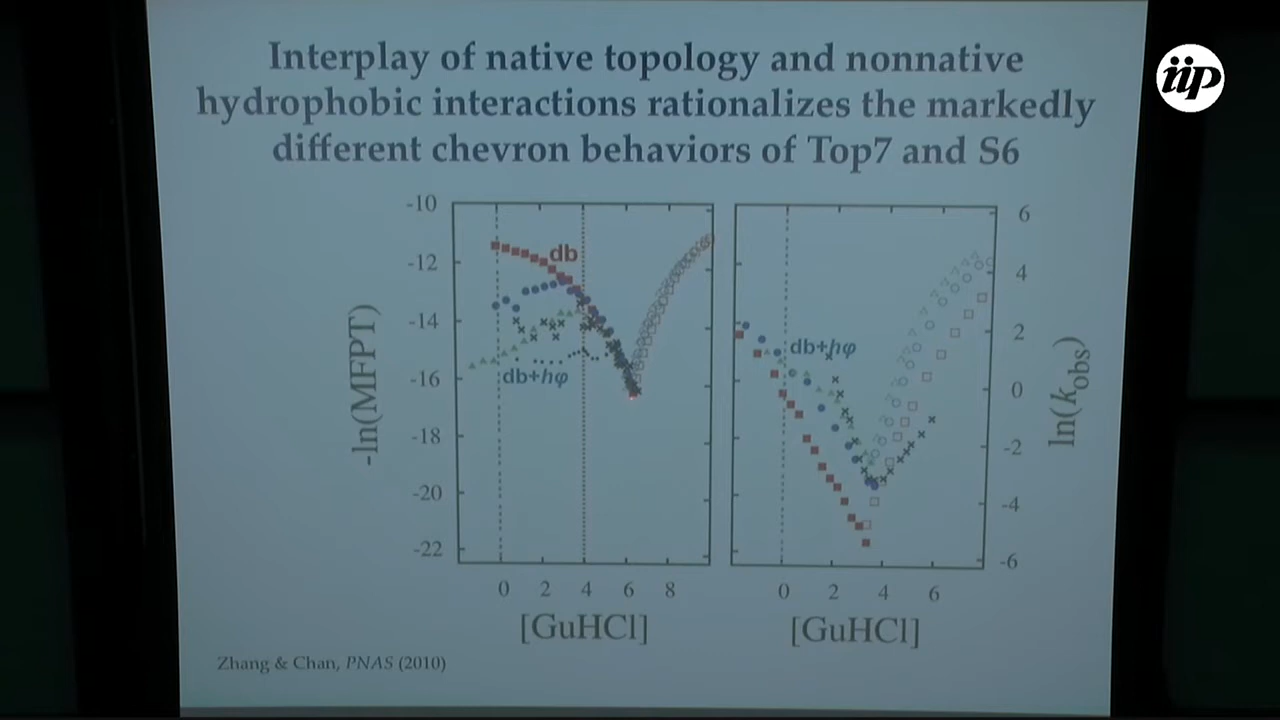 iip
Interplay of native topology and nonnative
hydrophobic interactions rationalizes the markedly
different chevron behaviors of Top7 and S6
-10
-12
-14
-16
-18
-20
-22
-ln(MFPT)
db
db+hφ
0 2 4 6 8
[GuHCl]
db+hφ
6
4
2
0
-2
-4
-6
ln(kobs)
0 2 4 6
[GuHCl]
Zhang & Chan, PNAS (2010)